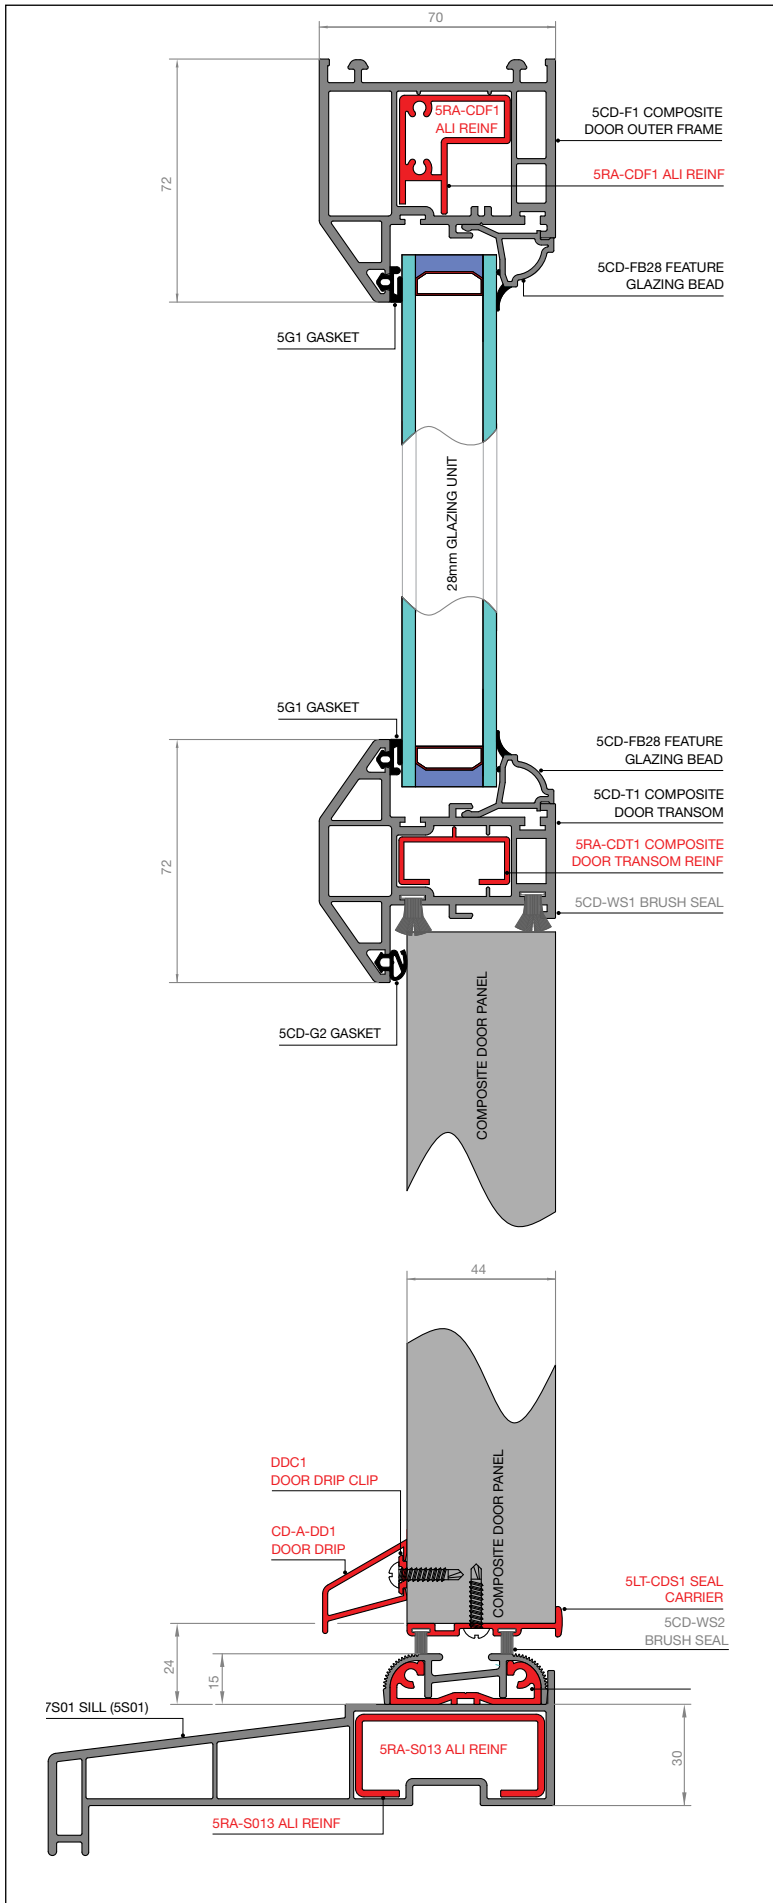 70
5RA-CDF1
ALI REINF
5CD-F1 COMPOSITE
DOOR OUTER FRAME
5RA-CDF1 ALI REINF
72
5CD-FB28 FEATURE
GLAZING BEAD
5G1 GASKET
28mm GLAZING UNIT
5G1 GASKET
5CD-FB28 FEATURE
GLAZING BEAD
5CD-T1 COMPOSITE
DOOR TRANSOM
5RA-CDT1 COMPOSITE
DOOR TRANSOM REINF
72
5CD-WS1 BRUSH SEAL
5CD-G2 GASKET
COMPOSITE DOOR PANEL
44
DDC1
DOOR DRIP CLIP
COMPOSITE DOOR PANEL
CD-A-DD1
DOOR DRIP
5LT-CDS1 SEAL
CARRIER
5CD-WS2
BRUSH SEAL
24
15
7S01 SILL (5S01)
5RA-S013 ALI REINF
30
5RA-S013 ALI REINF